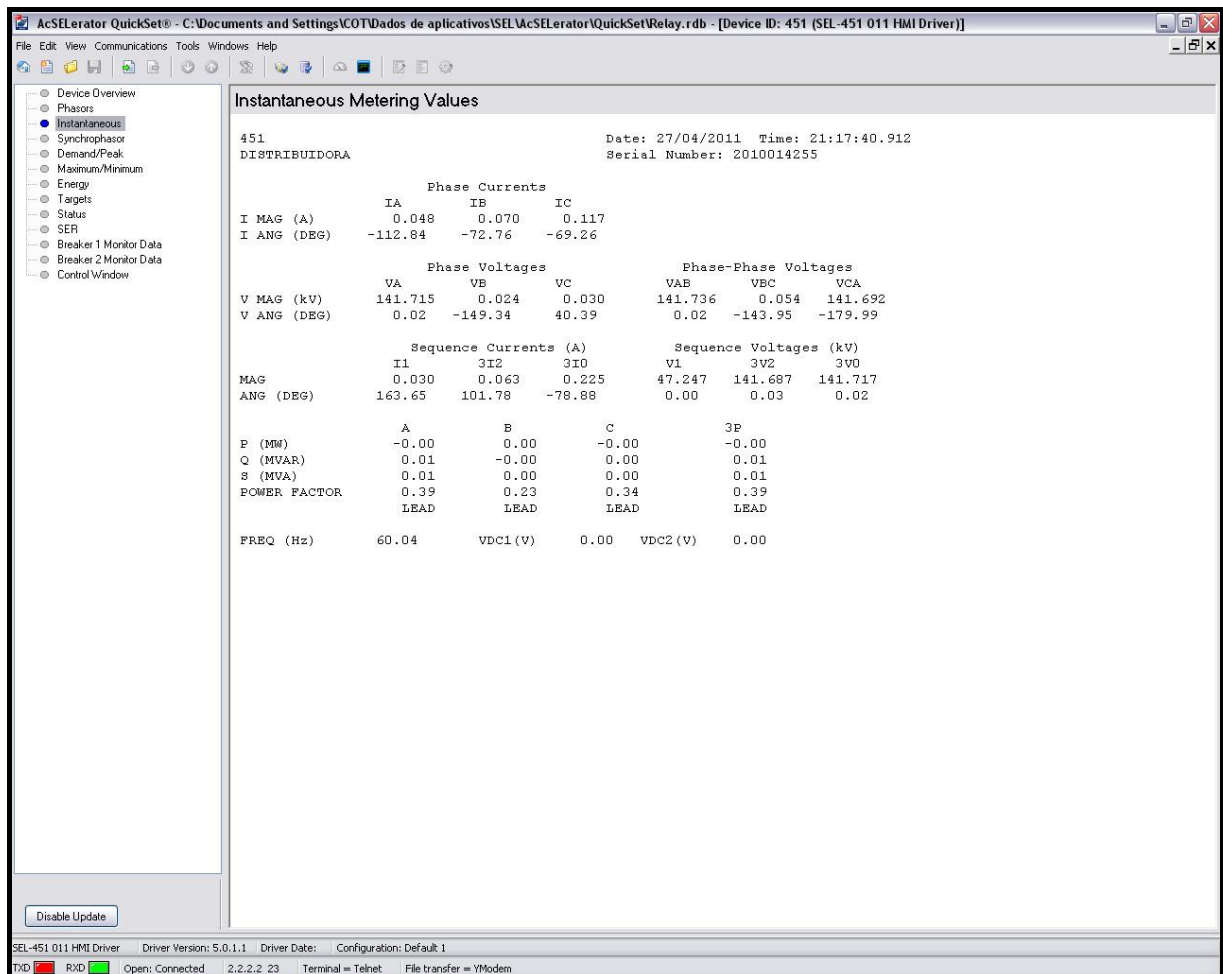 AcSELerator QuickSet® - C:\Documents and Settings\COT\Dados de aplicativos\SEL\AcSELerator\QuickSet\Relay.rdb - [Device ID: 451 (SEL-451 011 HMI Driver)]
File Edit View Communications Tools Windows Help
Device Overview
Phasors
Instantaneous
Synchrophasor
Demand/Peak
Maximum/Minimum
Energy
Targets
Status
SER
Breaker 1 Monitor Data
Breaker 2 Monitor Data
Control Window
Disable Update
Instantaneous Metering Values
451 Date: 27/04/2011 Time: 21:17:40.912
DISTRIBUIDORA Serial Number: 2010014255
Phase Currents
IA IB IC
I MAG (A) 0.048 0.070 0.117
I ANG (DEG) -112.84 -72.76 -69.26
Phase Voltages Phase-Phase Voltages
VA VB VC VAB VBC VCA
V MAG (kV) 141.715 0.024 0.030 141.736 0.054 141.692
V ANG (DEG) 0.02 -149.34 40.39 0.02 -143.95 -179.99
Sequence Currents (A) Sequence Voltages (kV)
I1 3I2 3I0 V1 3V2 3V0
MAG 0.030 0.063 0.225 47.247 141.687 141.717
ANG (DEG) 163.65 101.78 -78.88 0.00 0.03 0.02
A B C 3P
P (MW) -0.00 0.00 -0.00 -0.00
Q (MVAR) 0.01 -0.00 0.00 0.01
S (MVA) 0.01 0.00 0.00 0.01
POWER FACTOR 0.39 0.23 0.34 0.39
LEAD LEAD LEAD LEAD
FREQ (Hz) 60.04 VDC1(V) 0.00 VDC2(V) 0.00
SEL-451 011 HMI Driver Driver Version: 5.0.1.1 Driver Date: Configuration: Default 1
TXD RXD Open: Connected 2.2.2.2 23 Terminal = Telnet File transfer = YModem